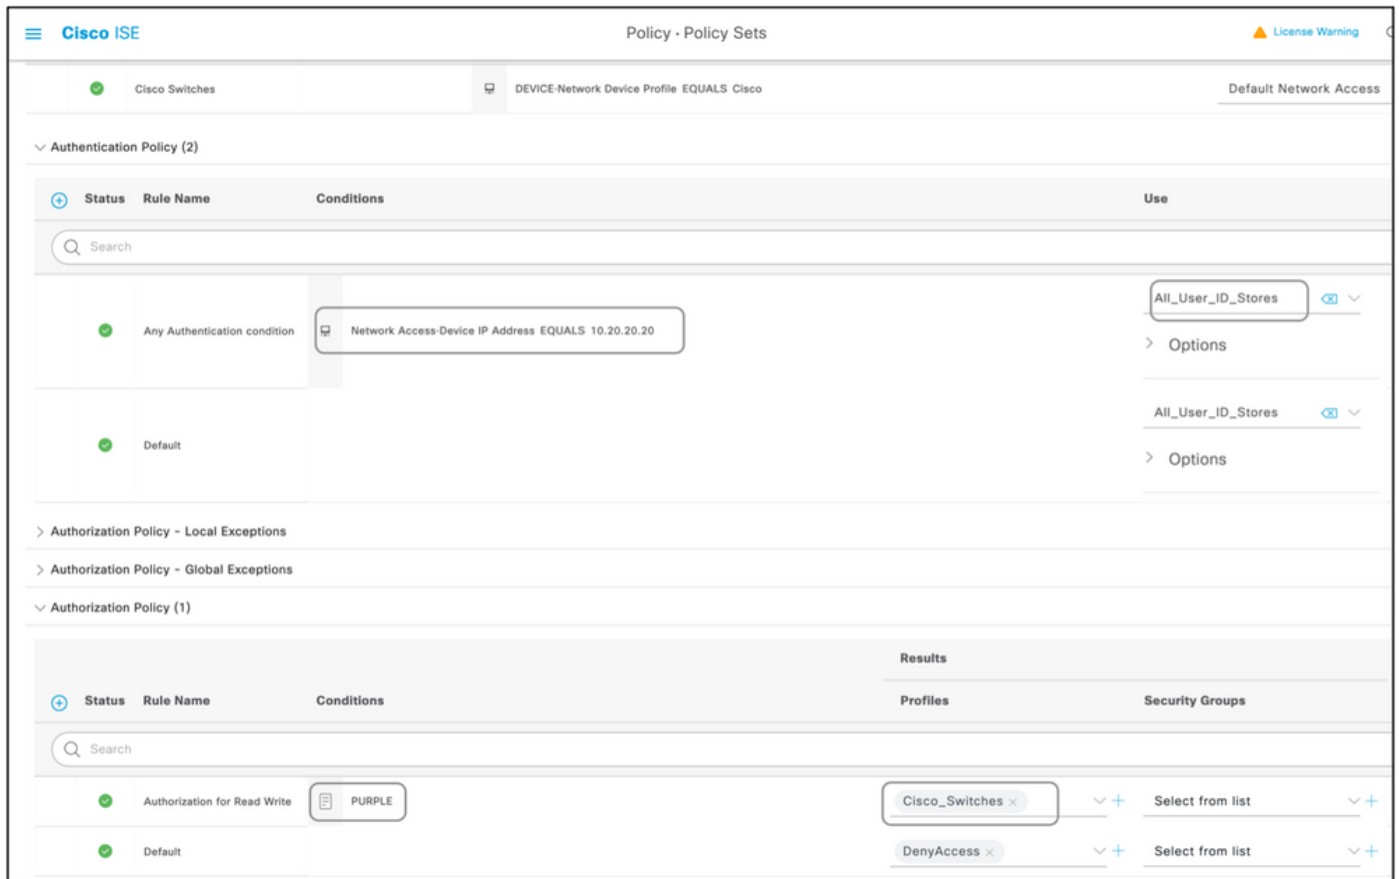 Cisco ISE
Policy · Policy Sets
License Warning
Cisco Switches
DEVICE-Network Device Profile EQUALS Cisco
Default Network Access
Authentication Policy (2)
Status Rule Name Conditions Use
Search
Any Authentication condition
Network Access-Device IP Address EQUALS 10.20.20.20
All_User_ID_Stores
Options
Default
All_User_ID_Stores
Options
Authorization Policy - Local Exceptions
Authorization Policy - Global Exceptions
Authorization Policy (1)
Results
Status Rule Name Conditions Profiles Security Groups
Search
Authorization for Read Write PURPLE Cisco_Switches × Select from list
Default DenyAccess × Select from list